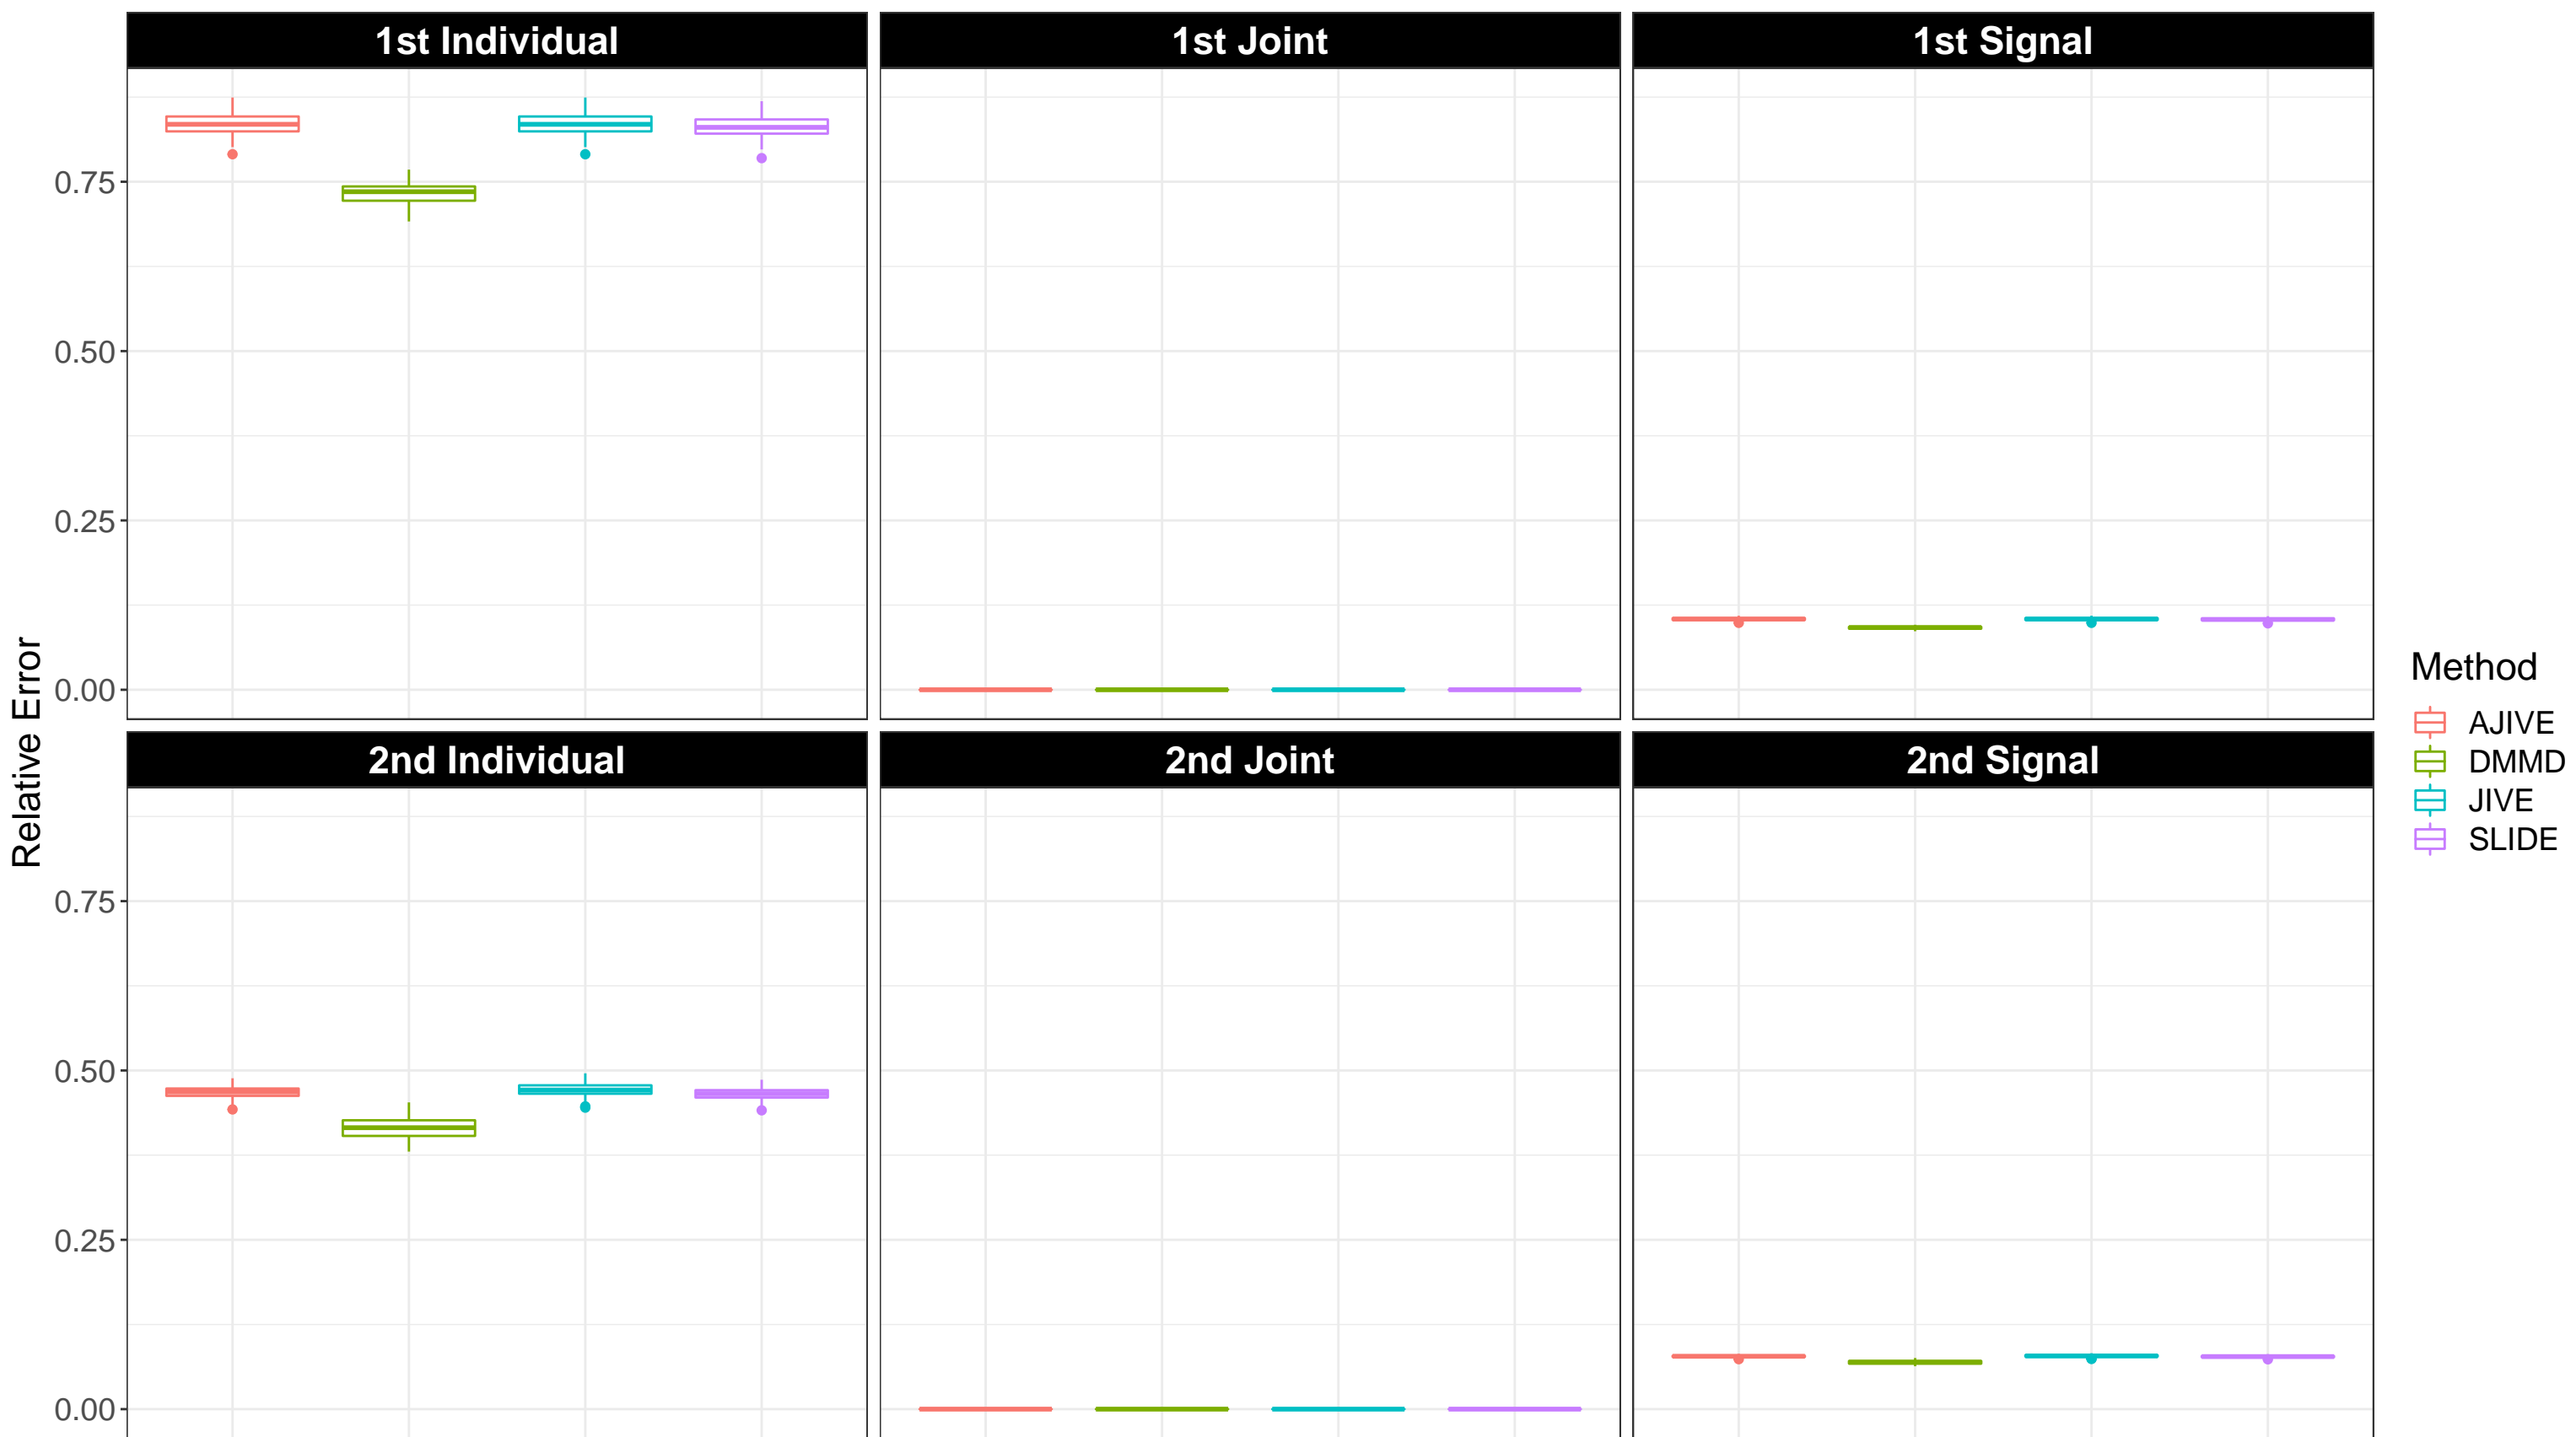 1st Individual
1st Joint
1st Signal
0.75
0.50
0.25
0.00
2nd Individual
2nd Joint
2nd Signal
0.75
0.50
0.25
0.00
Relative Error
Method
AJIVE
DMMD
JIVE
SLIDE